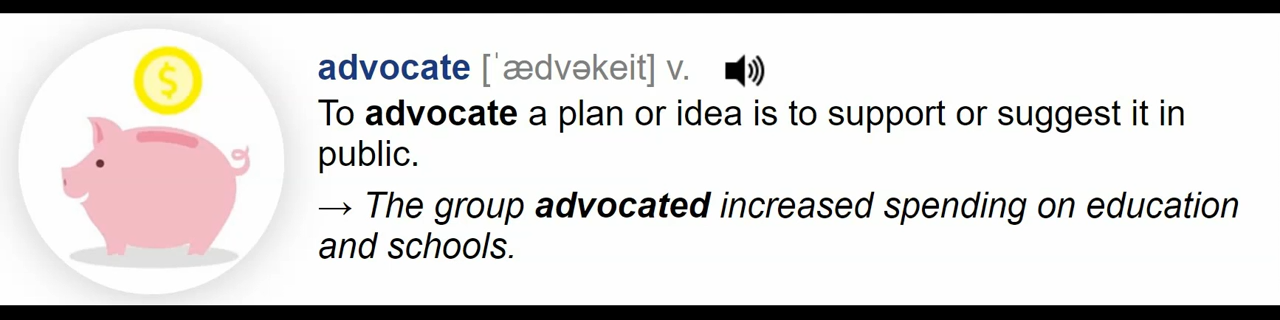 $
advocate [ˈædvəkeit] v.
To advocate a plan or idea is to support or suggest it in
public.
→ The group advocated increased spending on education
and schools.